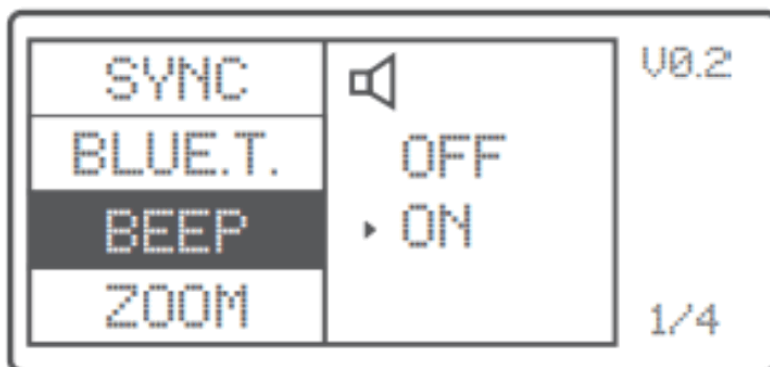 SYNC
BLUE.T.
BEEP
ZOOM
OFF
ON
V0.2
1/4